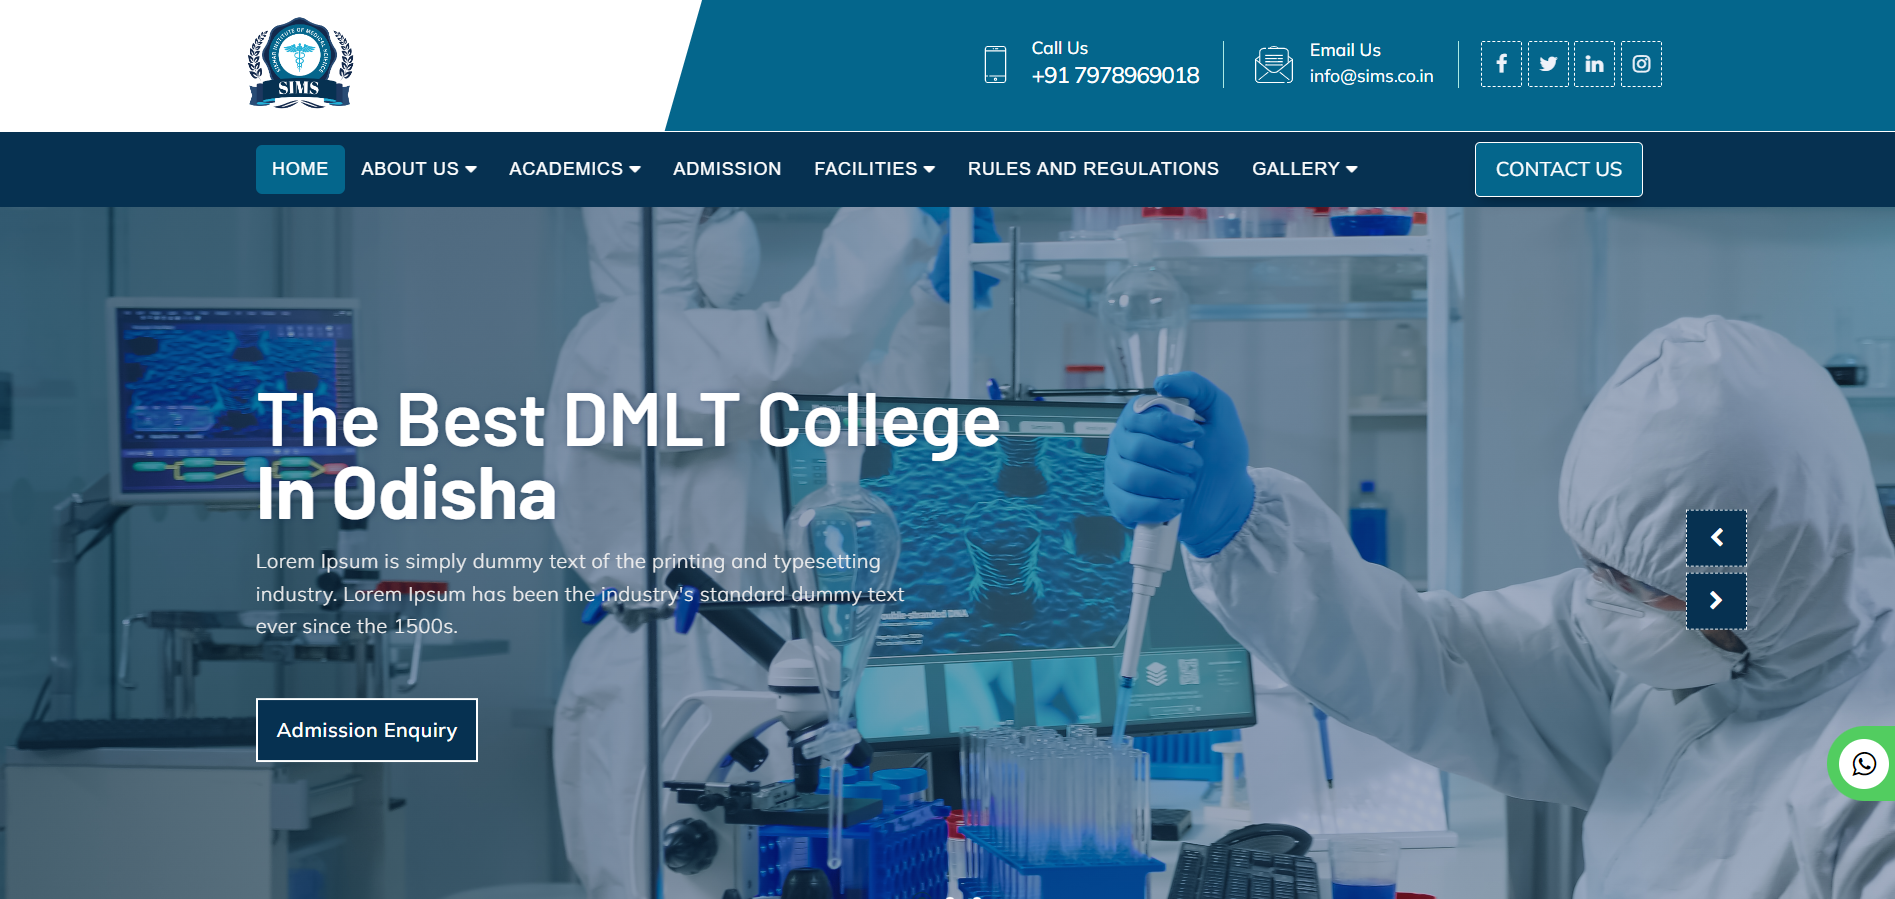 SIMS
Call Us
+91 7978969018
Email Us
info@sims.co.in
HOME
ABOUT US
ACADEMICS
ADMISSION
FACILITIES
RULES AND REGULATIONS
GALLERY
CONTACT US
The Best DMLT College
In Odisha
Lorem Ipsum is simply dummy text of the printing and typesetting
industry. Lorem Ipsum has been the industry's standard dummy text
ever since the 1500s.
Admission Enquiry